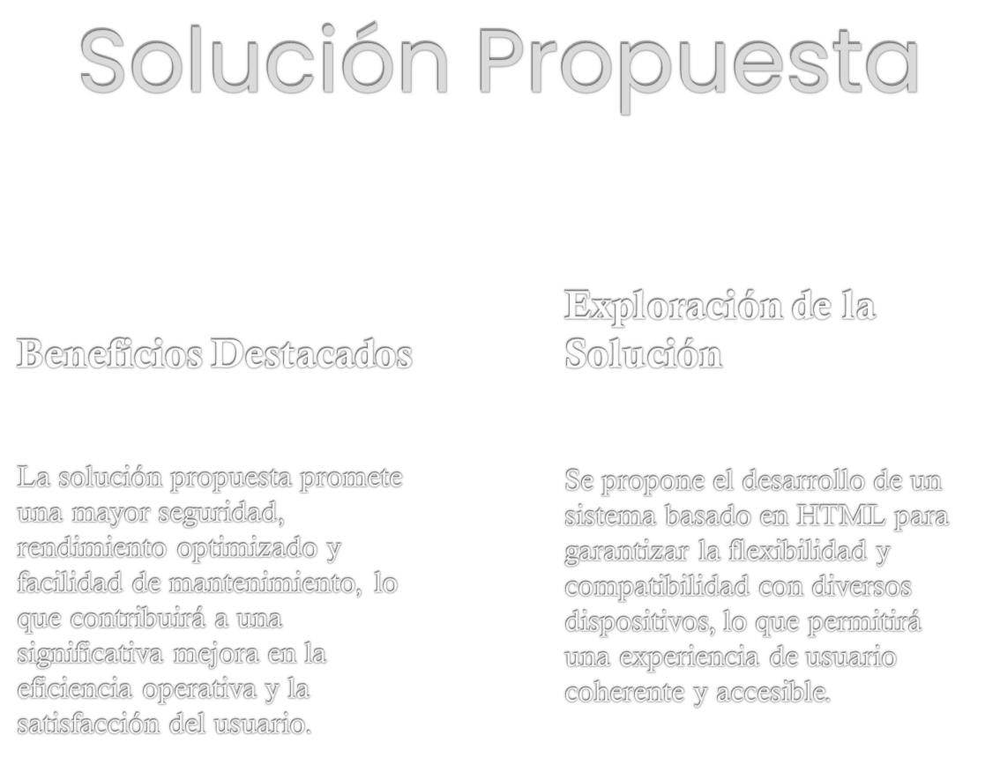 Solución Propuesta
Beneficios Destacados
La solución propuesta promete
una mayor seguridad,
rendimiento optimizado y
facilidad de mantenimiento, lo
que contribuirá a una
significativa mejora en la
eficiencia operativa y la
satisfacción del usuario.
Exploración de la
Solución
Se propone el desarrollo de un
sistema basado en HTML para
garantizar la flexibilidad y
compatibilidad con diversos
dispositivos, lo que permitirá
una experiencia de usuario
coherente y accesible.